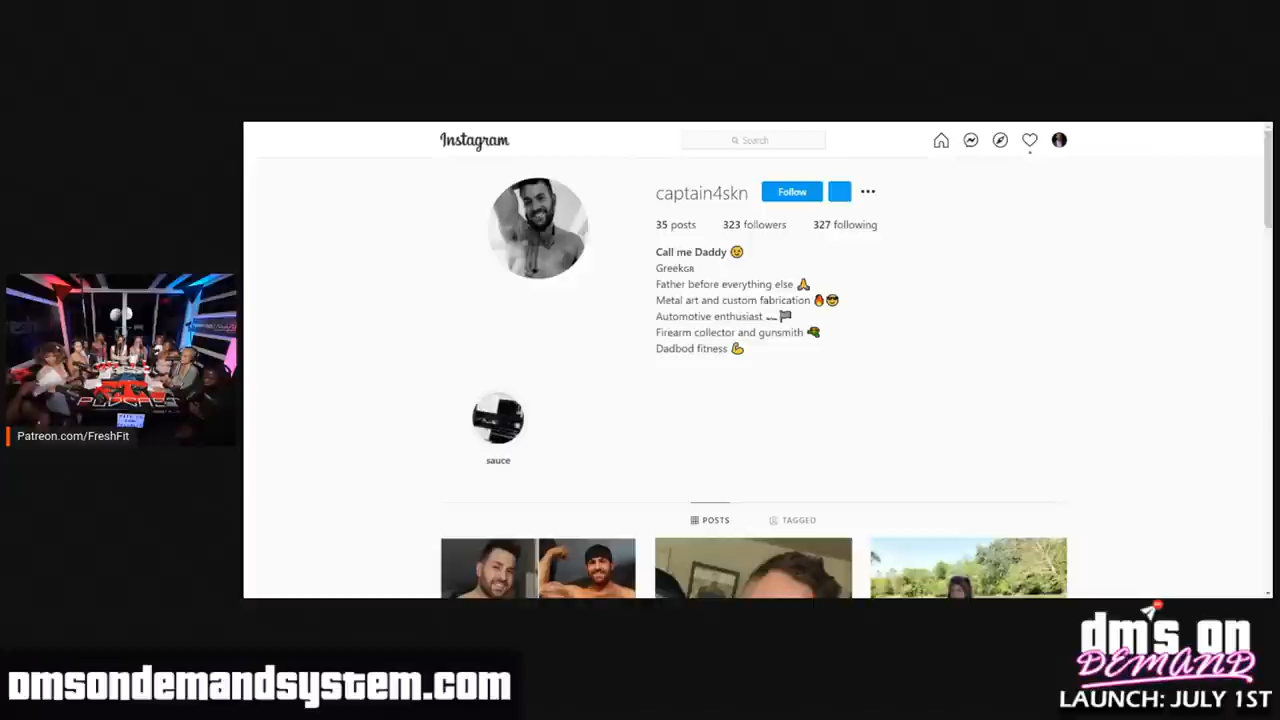 Instagram
Search
captain4skn
Follow
35 posts 323 followers 327 following
Call me Daddy 😉
GreekGR
Father before everything else 🙏
Metal art and custom fabrication 🔥😎
Automotive enthusiast 🏎🏴
Firearm collector and gunsmith 🔫
Dadbod fitness 💪
sauce
POSTS
TAGGED
PODCAST
Patreon.com/FreshFit
DMSONDEMANDSYSTEM.COM
dm's on
DEMAND
LAUNCH: JULY 1ST